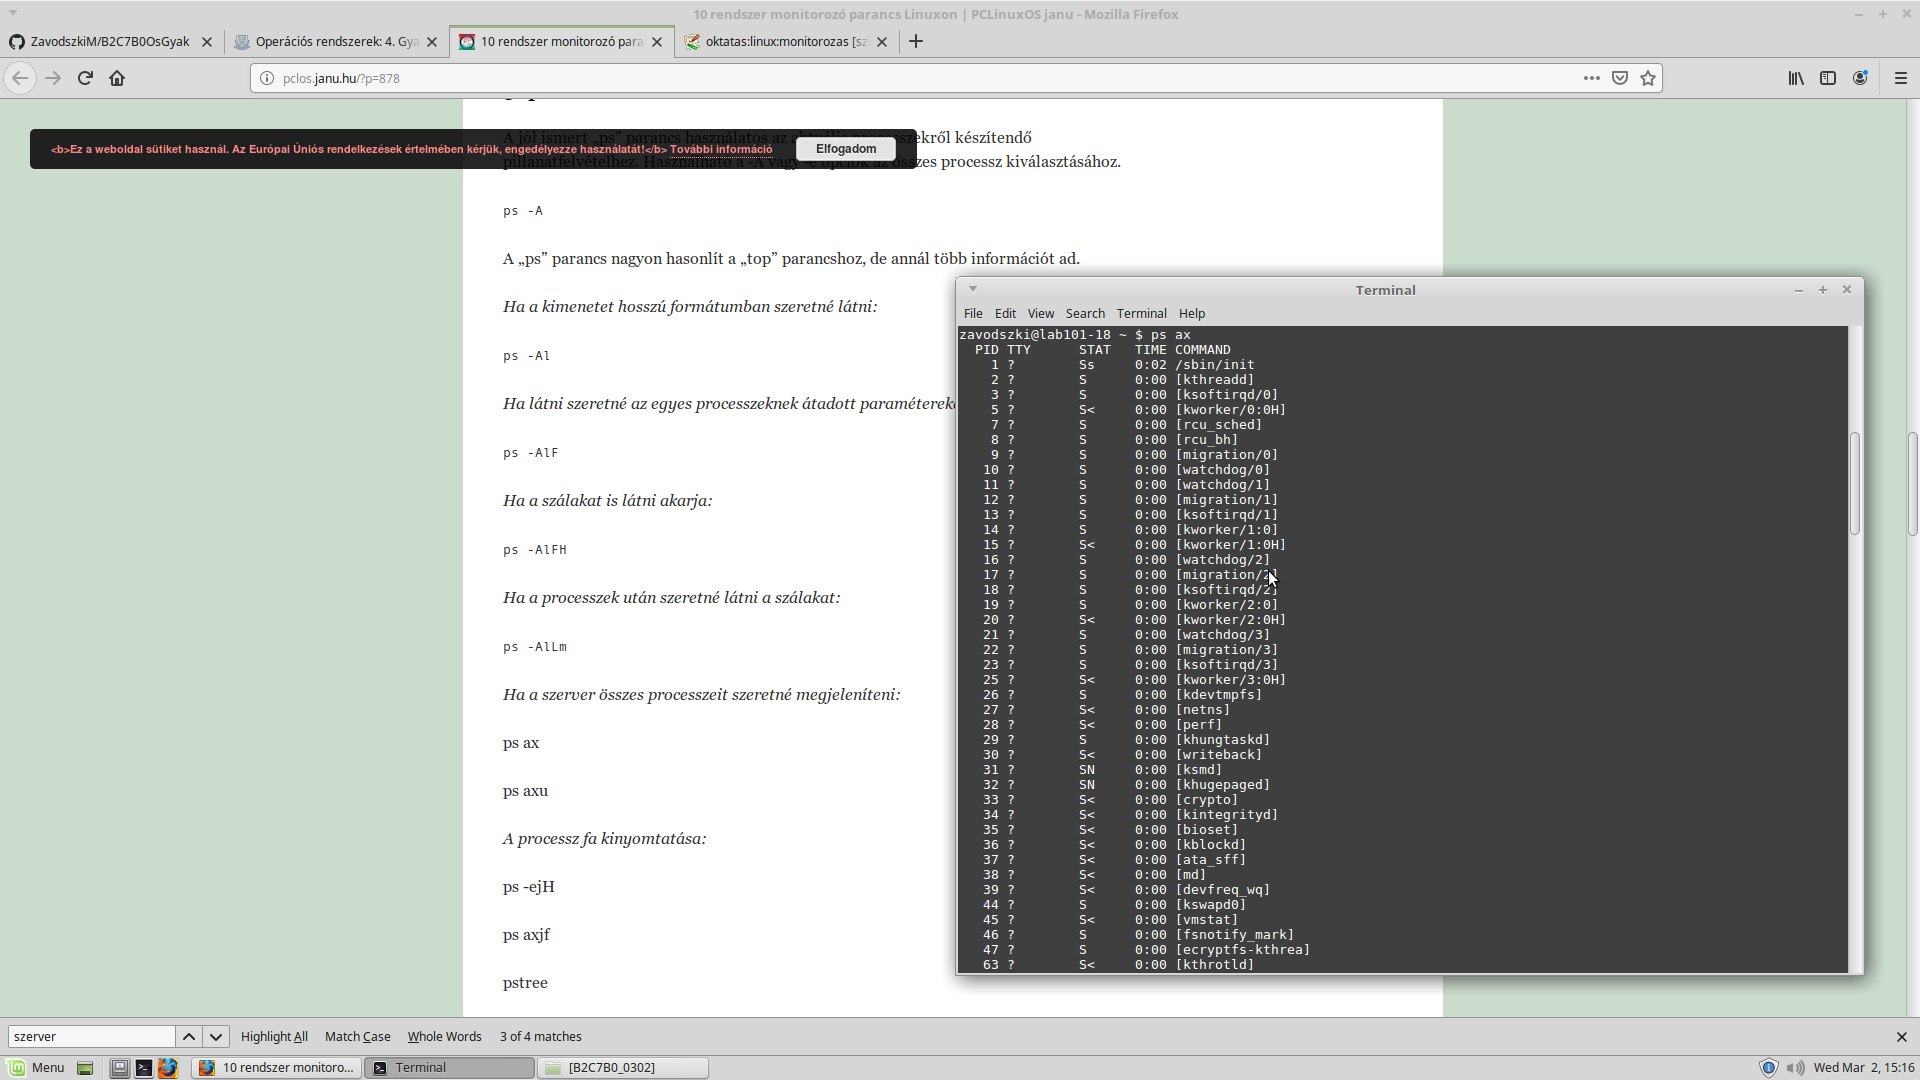 10 rendszer monitorozó parancs Linuxon | PCLinuxOS janu - Mozilla Firefox
ZavodszkiM/B2C7B0OsGyak
Operációs rendszerek: 4. Gya
10 rendszer monitorozó para
oktatas:linux:monitorozas [sz
pclos.janu.hu/?p=878
A jól ismert „ps” parancs használatos az aktuális processzekről készítendő
pillanatfelvételhez. Használható a -A vagy -e opciók az összes processz kiválasztásához.
<b>Ez a weboldal sütiket használ. Az Európai Úniós rendelkezések értelmében kérjük, engedélyezze használatát!</b> További információ
Elfogadom
ps -A
A „ps” parancs nagyon hasonlít a „top” parancshoz, de annál több információt ad.
Ha a kimenetet hosszú formátumban szeretné látni:
ps -Al
Ha látni szeretné az egyes processzeknek átadott
ps -AlF
Ha a szálakat is látni akarja:
ps -AlFH
Ha a processzek után szeretné látni a szálakat:
ps -AlLm
Ha a szerver összes processzeit szeretné megjeleníteni:
ps ax
ps axu
A processz fa kinyomtatása:
ps -ejH
ps axjf
pstree
Terminal
File Edit View Search Terminal Help
zavodszki@lab101-18 ~ $ ps ax
PID TTY STAT TIME COMMAND
1 ? Ss 0:02 /sbin/init
2 ? S 0:00 [kthreadd]
3 ? S 0:00 [ksoftirqd/0]
5 ? S< 0:00 [kworker/0:0H]
7 ? S 0:00 [rcu_sched]
8 ? S 0:00 [rcu_bh]
9 ? S 0:00 [migration/0]
10 ? S 0:00 [watchdog/0]
11 ? S 0:00 [watchdog/1]
12 ? S 0:00 [migration/1]
13 ? S 0:00 [ksoftirqd/1]
14 ? S 0:00 [kworker/1:0]
15 ? S< 0:00 [kworker/1:0H]
16 ? S 0:00 [watchdog/2]
17 ? S 0:00 [migration/2]
18 ? S 0:00 [ksoftirqd/2]
19 ? S 0:00 [kworker/2:0]
20 ? S< 0:00 [kworker/2:0H]
21 ? S 0:00 [watchdog/3]
22 ? S 0:00 [migration/3]
23 ? S 0:00 [ksoftirqd/3]
25 ? S< 0:00 [kworker/3:0H]
26 ? S 0:00 [kdevtmpfs]
27 ? S< 0:00 [netns]
28 ? S< 0:00 [perf]
29 ? S 0:00 [khungtaskd]
30 ? S< 0:00 [writeback]
31 ? SN 0:00 [ksmd]
32 ? SN 0:00 [khugepaged]
33 ? S< 0:00 [crypto]
34 ? S< 0:00 [kintegrityd]
35 ? S< 0:00 [bioset]
36 ? S< 0:00 [kblockd]
37 ? S< 0:00 [ata_sff]
38 ? S< 0:00 [md]
39 ? S< 0:00 [devfreq_wq]
44 ? S 0:00 [kswapd0]
45 ? S< 0:00 [vmstat]
46 ? S 0:00 [fsnotify_mark]
47 ? S 0:00 [ecryptfs-kthrea]
63 ? S< 0:00 [kthrotld]
szerver
Highlight All Match Case Whole Words 3 of 4 matches
Menu
10 rendszer monitoro...
Terminal
[B2C7B0_0302]
Wed Mar 2, 15:16